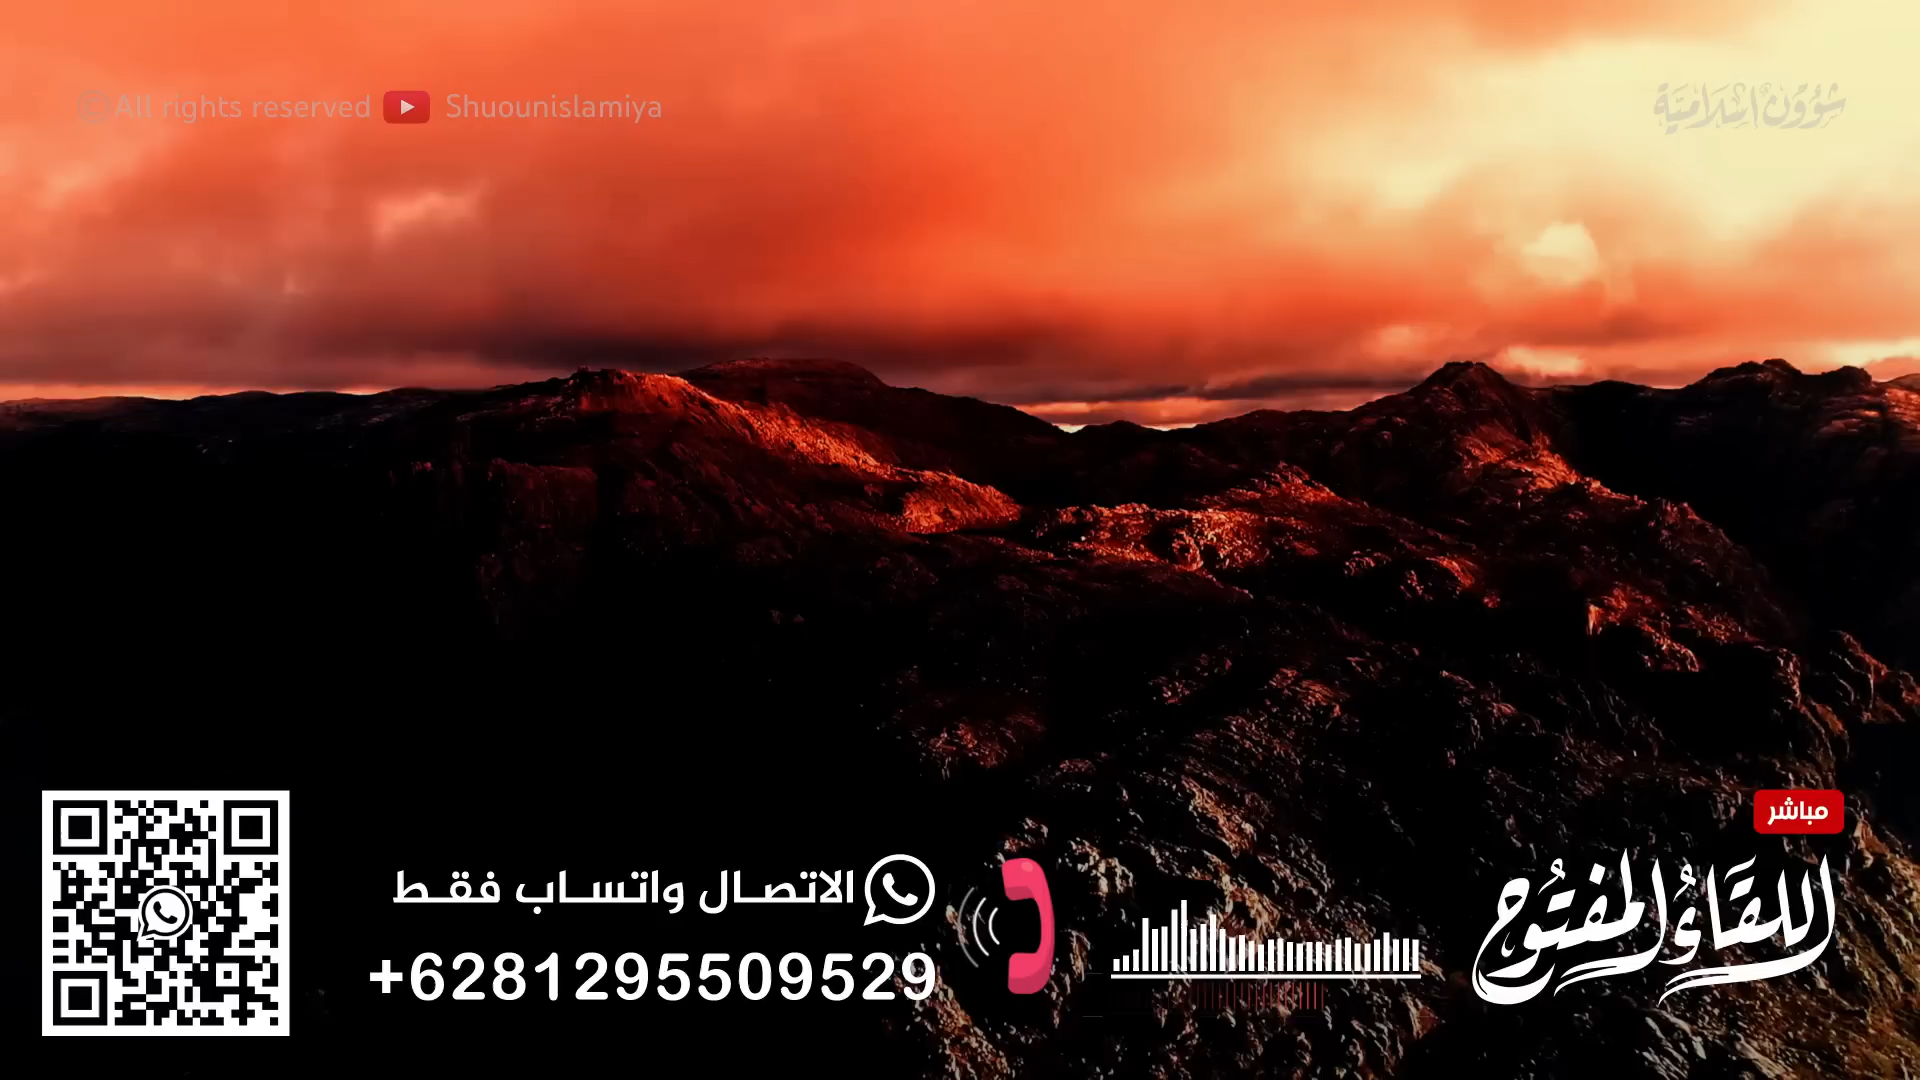 ©All rights reserved Shuounislamiya
شؤون إسلامية
مباشر
اللقاء المفتوح
الاتصال واتساب فقط
+6281295509529